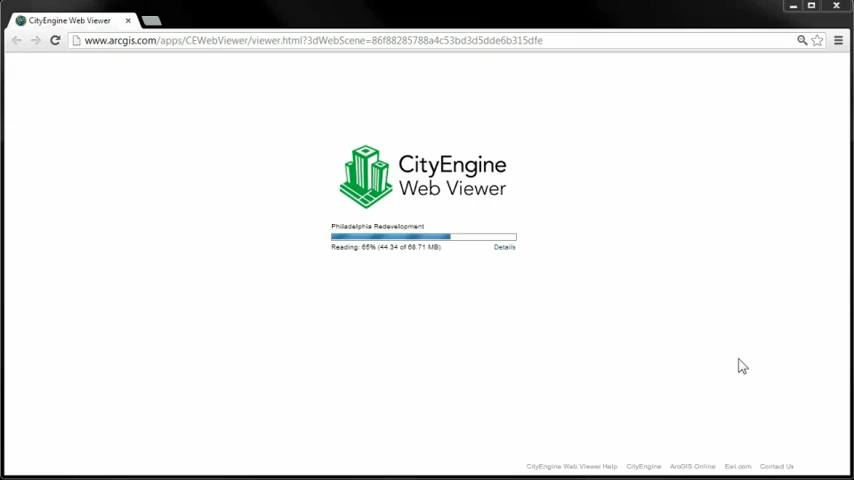 CityEngine Web Viewer
www.arcgis.com/apps/CEWebViewer/viewer.html?3dWebScene=86f88285788a4c53bd3d5dde6b315dfe
CityEngine
Web Viewer
Philadelphia Redevelopment
Reading: 65% (44.34 of 68.71 MB) Details
CityEngine Web Viewer Help CityEngine ArcGIS Online Esri.com Contact Us